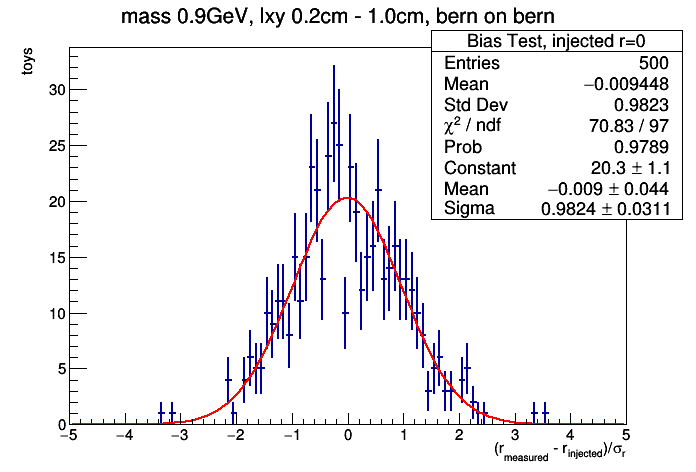 mass 0.9GeV, lxy 0.2cm - 1.0cm, bern on bern
toys
Bias Test, injected r=0
Entries 500
Mean −0.009448
Std Dev 0.9823
χ² / ndf 70.83 / 97
Prob 0.9789
Constant 20.3 ± 1.1
Mean −0.009 ± 0.044
Sigma 0.9824 ± 0.0311
30
25
20
15
10
5
0
−5 −4 −3 −2 −1 0 1 2 3 4 5
(r_measured - r_injected)/σ_r